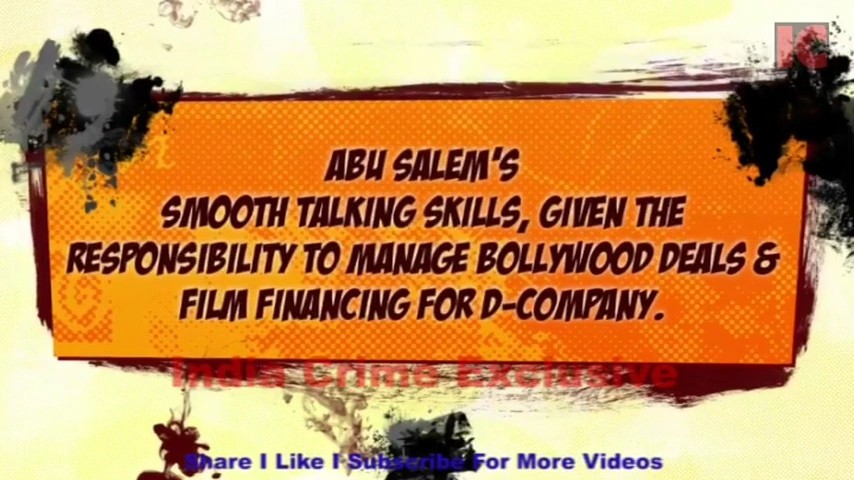 IC
ABU SALEM'S
SMOOTH TALKING SKILLS, GIVEN THE
RESPONSIBILITY TO MANAGE BOLLYWOOD DEALS &
FILM FINANCING FOR D-COMPANY.
India Crime Exclusive
Share I Like I Subscribe For More Videos